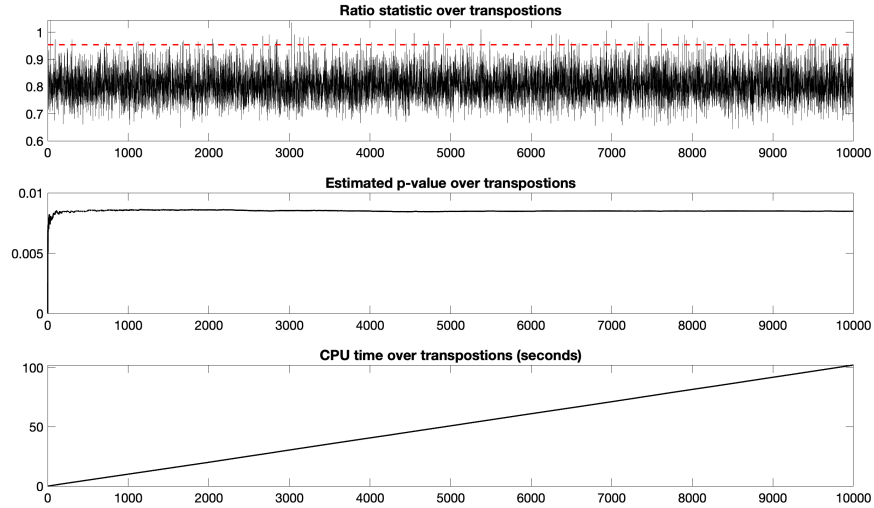 Ratio statistic over transpostions
1
0.9
0.8
0.7
0.6
0 1000 2000 3000 4000 5000 6000 7000 8000 9000 10000
Estimated p-value over transpostions
0.01
0.005
0
0 1000 2000 3000 4000 5000 6000 7000 8000 9000 10000
CPU time over transpostions (seconds)
100
50
0
0 1000 2000 3000 4000 5000 6000 7000 8000 9000 10000